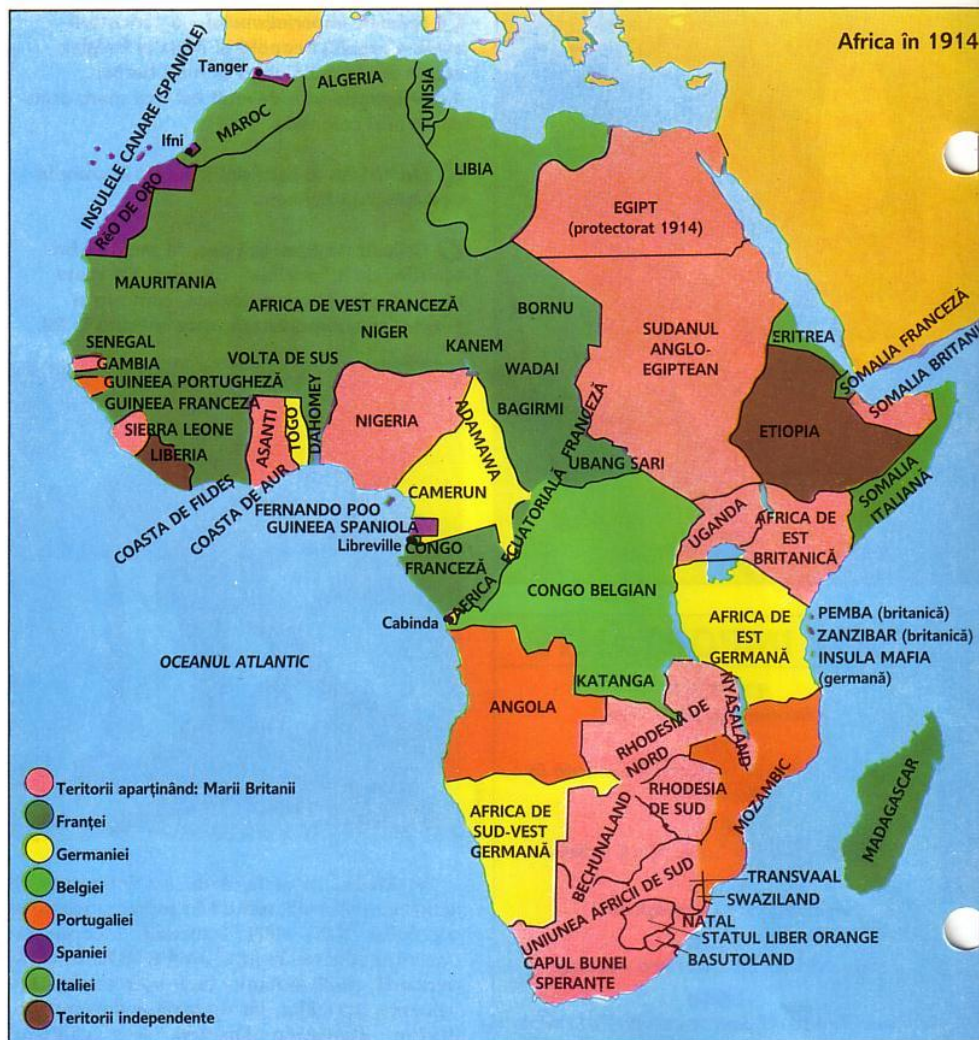 Africa în 1914
Tanger
INSULELE CANARE (SPANIOLE)
ALGERIA
TUNISIA
MAROC
Ifni
LIBIA
RėO DE ORO
EGIPT
(protectorat 1914)
MAURITANIA
AFRICA DE VEST FRANCEZĂ
BORNU
NIGER
SENEGAL
KANEM
SUDANUL
ANGLO-
EGIPTEAN
ERITREA
SOMALIA FRANCEZĂ
SOMALIA BRITANI
GAMBIA
VOLTA DE SUS
WADAI
GUINEEA PORTUGHEZĂ
GUINEEA FRANCEZĂ
DAHOMEY
BAGIRMI
SIERRA LEONE
ASANTI
TOGO
NIGERIA
ADAMAWA
ETIOPIA
LIBERIA
UBANG SARI
SOMALIA
ITALIANĂ
COASTA DE FILDEȘ
COASTA DE AUR
CAMERUN
AFRICA ECUATORIALĂ FRANCEZĂ
FERNANDO POO
GUINEEA SPANIOLA
UGANDA
AFRICA DE
EST
BRITANICĂ
Libreville
CONGO
FRANCEZĂ
CONGO BELGIAN
Cabinda
AFRICA DE
EST
GERMANĂ
PEMBA (britanică)
ZANZIBAR (britanică)
INSULA MAFIA
(germană)
OCEANUL ATLANTIC
KATANGA
ANGOLA
NYASALAND
RHODESIA DE
NORD
RHODESIA
DE SUD
MOZAMBIC
MADAGASCAR
AFRICA DE
SUD-VEST
GERMANĂ
BECHUNALAND
UNIUNEA AFRICII DE SUD
TRANSVAAL
SWAZILAND
NATAL
STATUL LIBER ORANGE
BASUTOLAND
CAPUL BUNEI
SPERANȚE
Teritorii aparținând: Marii Britanii
Franței
Germaniei
Belgiei
Portugaliei
Spaniei
Italiei
Teritorii independente